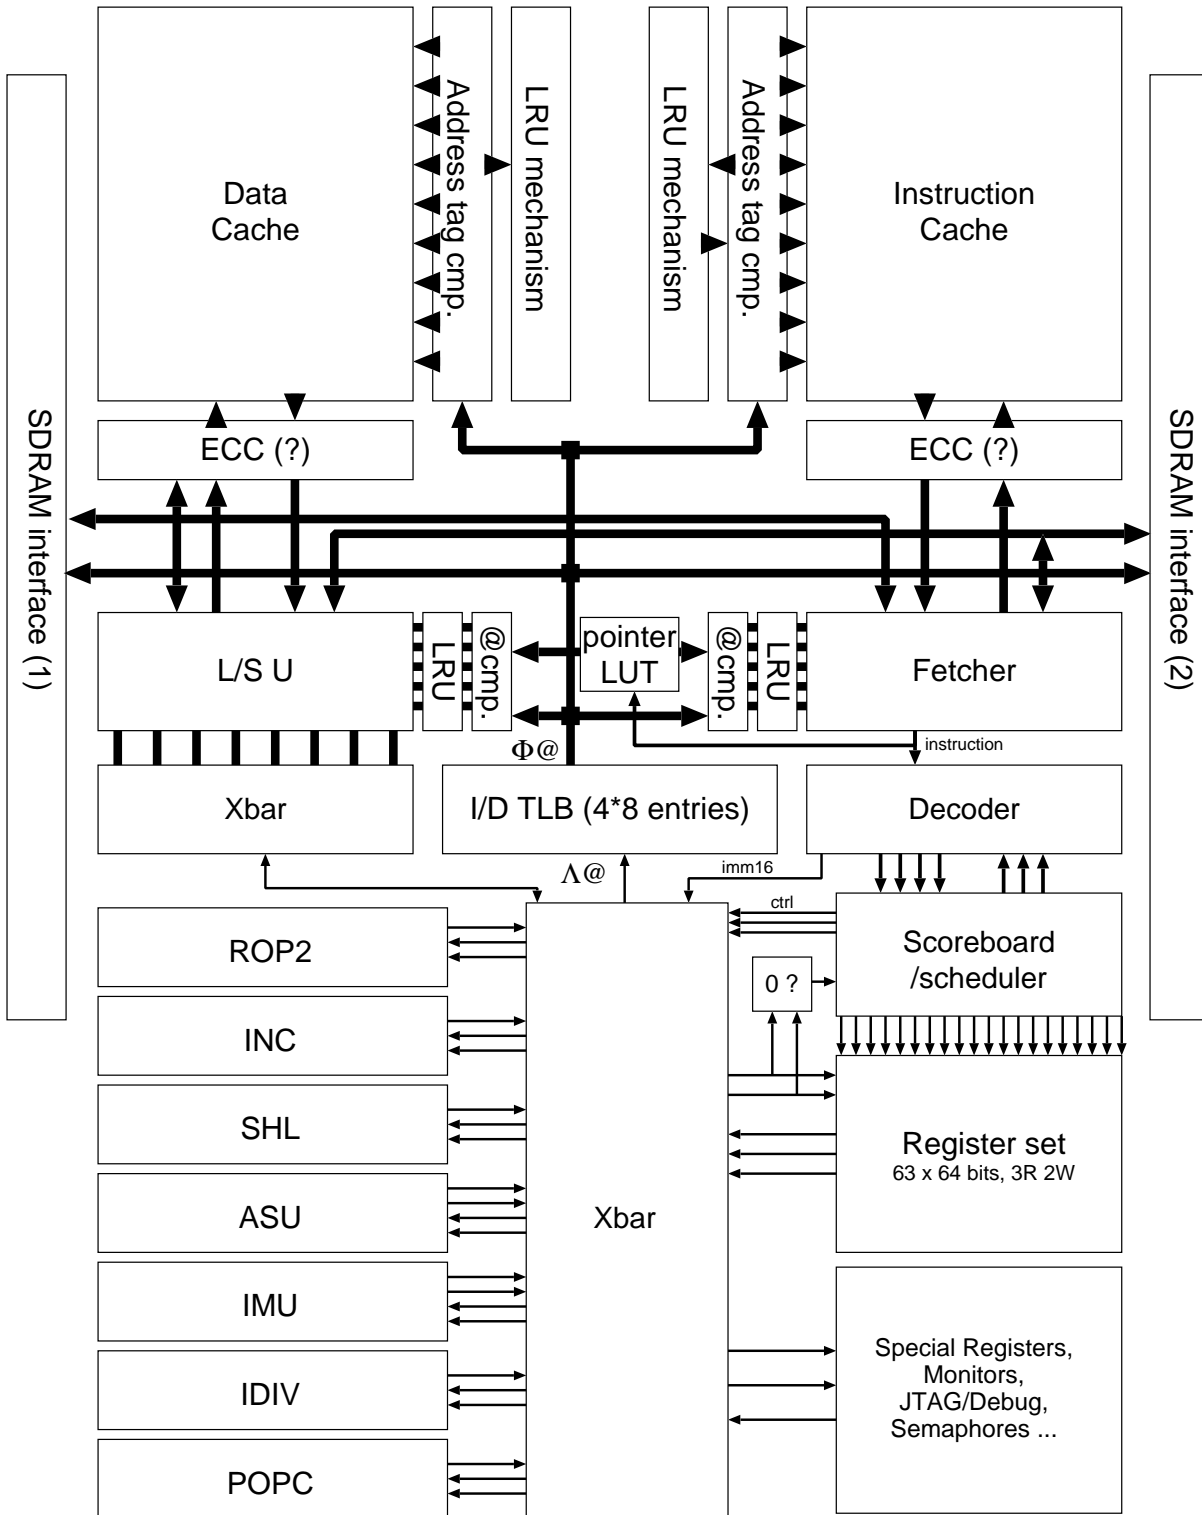 Data
Cache
Address tag cmp.
LRU mechanism
LRU mechanism
Address tag cmp.
Instruction
Cache
SDRAM interface (1)
SDRAM interface (2)
ECC (?)
ECC (?)
L/S U
LRU
@cmp.
pointer
LUT
@cmp.
LRU
Fetcher
Φ@
instruction
Xbar
I/D TLB (4*8 entries)
Decoder
Λ@
imm16
ctrl
ROP2
Scoreboard
/scheduler
0 ?
INC
SHL
Register set
63 x 64 bits, 3R 2W
ASU
Xbar
IMU
Special Registers,
Monitors,
JTAG/Debug,
Semaphores ...
IDIV
POPC